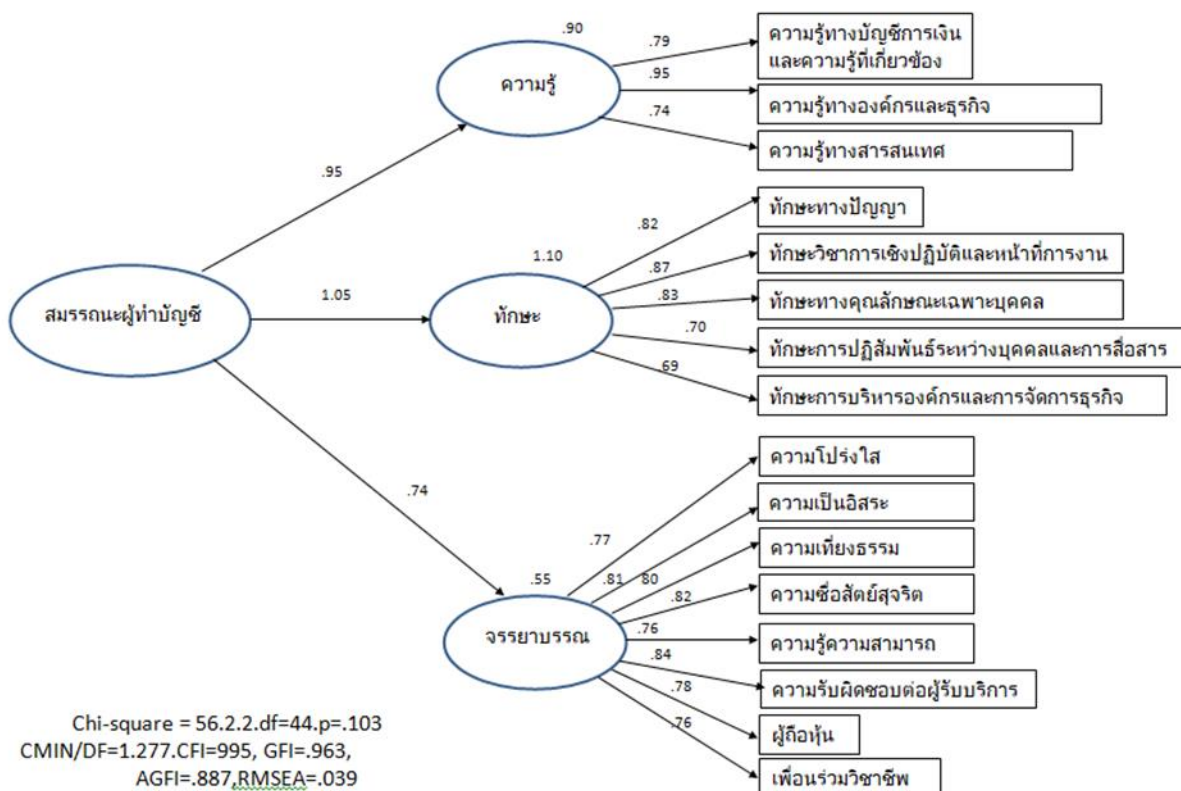 .90
.79
ความรู้ทางบัญชีการเงิน
และความรู้ที่เกี่ยวข้อง
ความรู้
.95
ความรู้ทางองค์กรและธุรกิจ
.74
ความรู้ทางสารสนเทศ
.95
ทักษะทางปัญญา
.82
1.10
.87
ทักษะวิชาการเชิงปฏิบัติและหน้าที่การงาน
สมรรถนะผู้ทำบัญชี
1.05
ทักษะ
.83
ทักษะทางคุณลักษณะเฉพาะบุคคล
.70
ทักษะการปฏิสัมพันธ์ระหว่างบุคคลและการสื่อสาร
.69
ทักษะการบริหารองค์กรและการจัดการธุรกิจ
.74
.77
ความโปร่งใส
.55
.81
ความเป็นอิสระ
80
ความเที่ยงธรรม
.82
ความซื่อสัตย์สุจริต
จรรยาบรรณ
.76
ความรู้ความสามารถ
.84
ความรับผิดชอบต่อผู้รับบริการ
.78
ผู้ถือหุ้น
.76
เพื่อนร่วมวิชาชีพ
Chi-square = 56.2.2.df=44.p=.103
CMIN/DF=1.277.CFI=995, GFI=.963,
AGFI=.887,RMSEA=.039